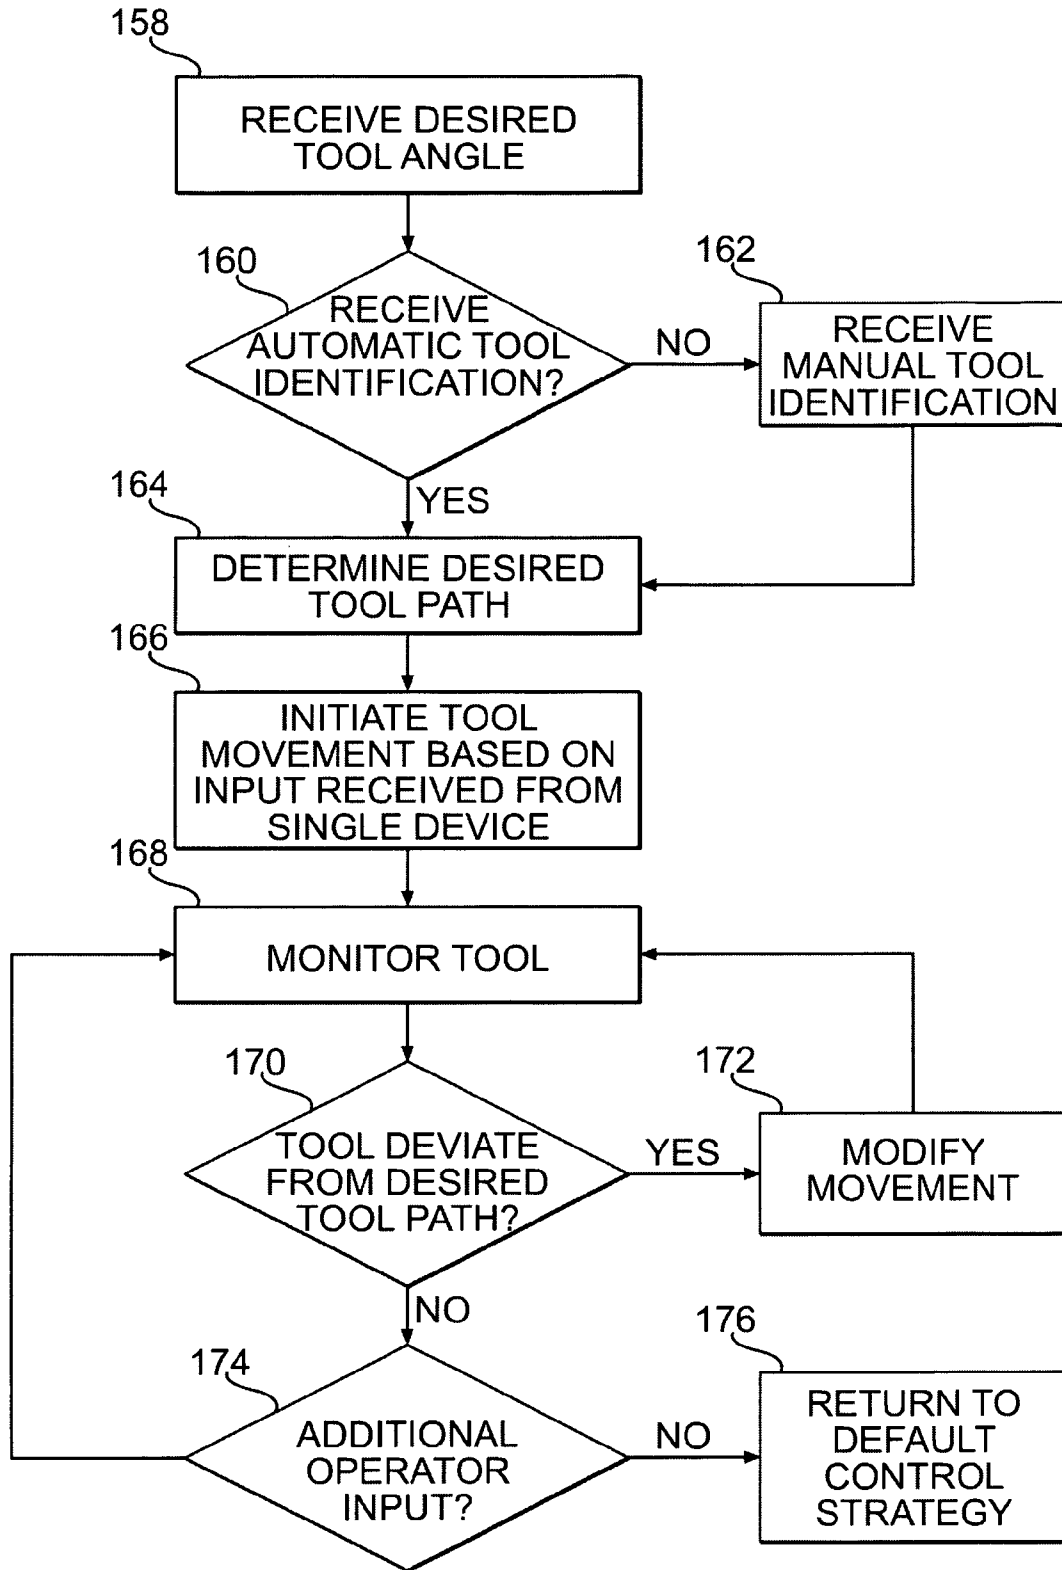 158
RECEIVE DESIRED
TOOL ANGLE
160
RECEIVE
AUTOMATIC TOOL
IDENTIFICATION?
NO
162
RECEIVE
MANUAL TOOL
IDENTIFICATION
YES
164
DETERMINE DESIRED
TOOL PATH
166
INITIATE TOOL
MOVEMENT BASED ON
INPUT RECEIVED FROM
SINGLE DEVICE
168
MONITOR TOOL
170
TOOL DEVIATE
FROM DESIRED
TOOL PATH?
YES
172
MODIFY
MOVEMENT
NO
174
ADDITIONAL
OPERATOR
INPUT?
NO
176
RETURN TO
DEFAULT
CONTROL
STRATEGY